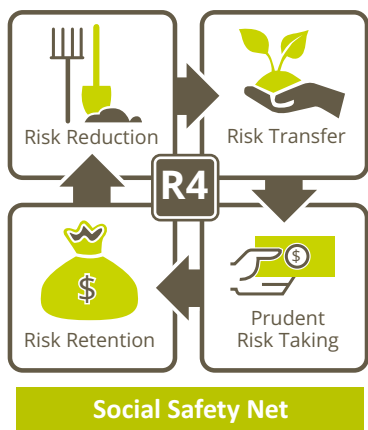 Risk Reduction
Risk Transfer
R4
$
Risk Retention
$
Prudent
Risk Taking
Social Safety Net